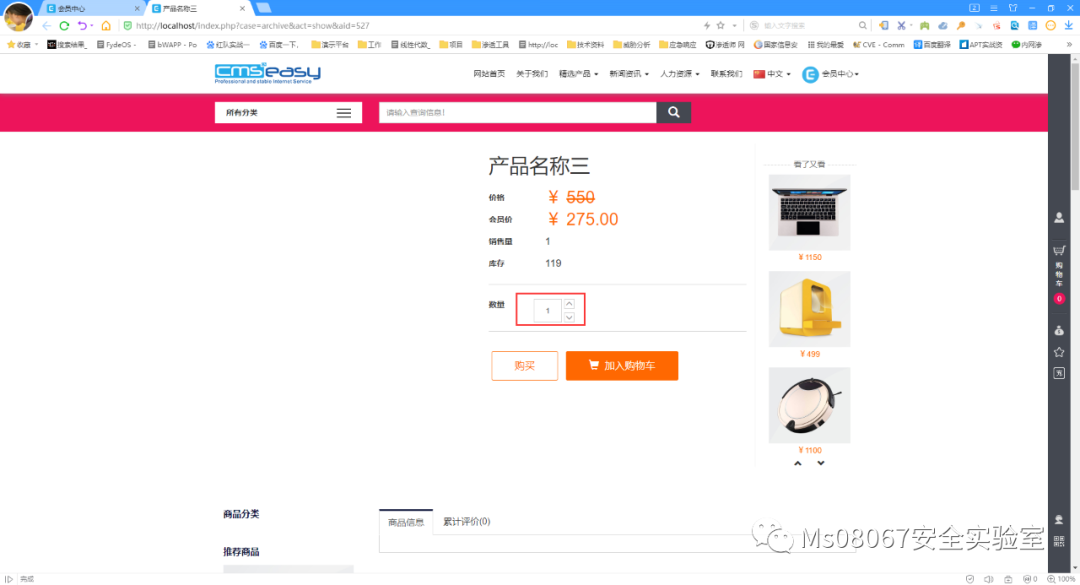 会员中心
产品名称三
http://localhost/index.php?case=archive&act=show&aid=527
输入文字搜索
收藏
搜索结果_
FydeOS -
bWAPP - Po
红队实战一
百度一下,
演示平台
工作
线性代数_
项目
渗透工具
http://loc
技术资料
威胁分析
应急响应
渗透师 网
国家信息安
我的最爱
CVE - Comm
百度翻译
APT实战资
内网渗
»
CMSeasy
Professional and stable Internet Service
网站首页
关于我们
精选产品
新闻资讯
人力资源
联系我们
中文
会员中心
所有分类
请输入查询信息!
产品名称三
价格 ¥ 550
会员价 ¥ 275.00
销售量 1
库存 119
数量 1
购买
加入购物车
看了又看
¥ 1150
¥ 499
¥ 1100
购物车
0
商品分类
推荐商品
商品信息
累计评价(0)
Ms08067安全实验室
完成
0
100%